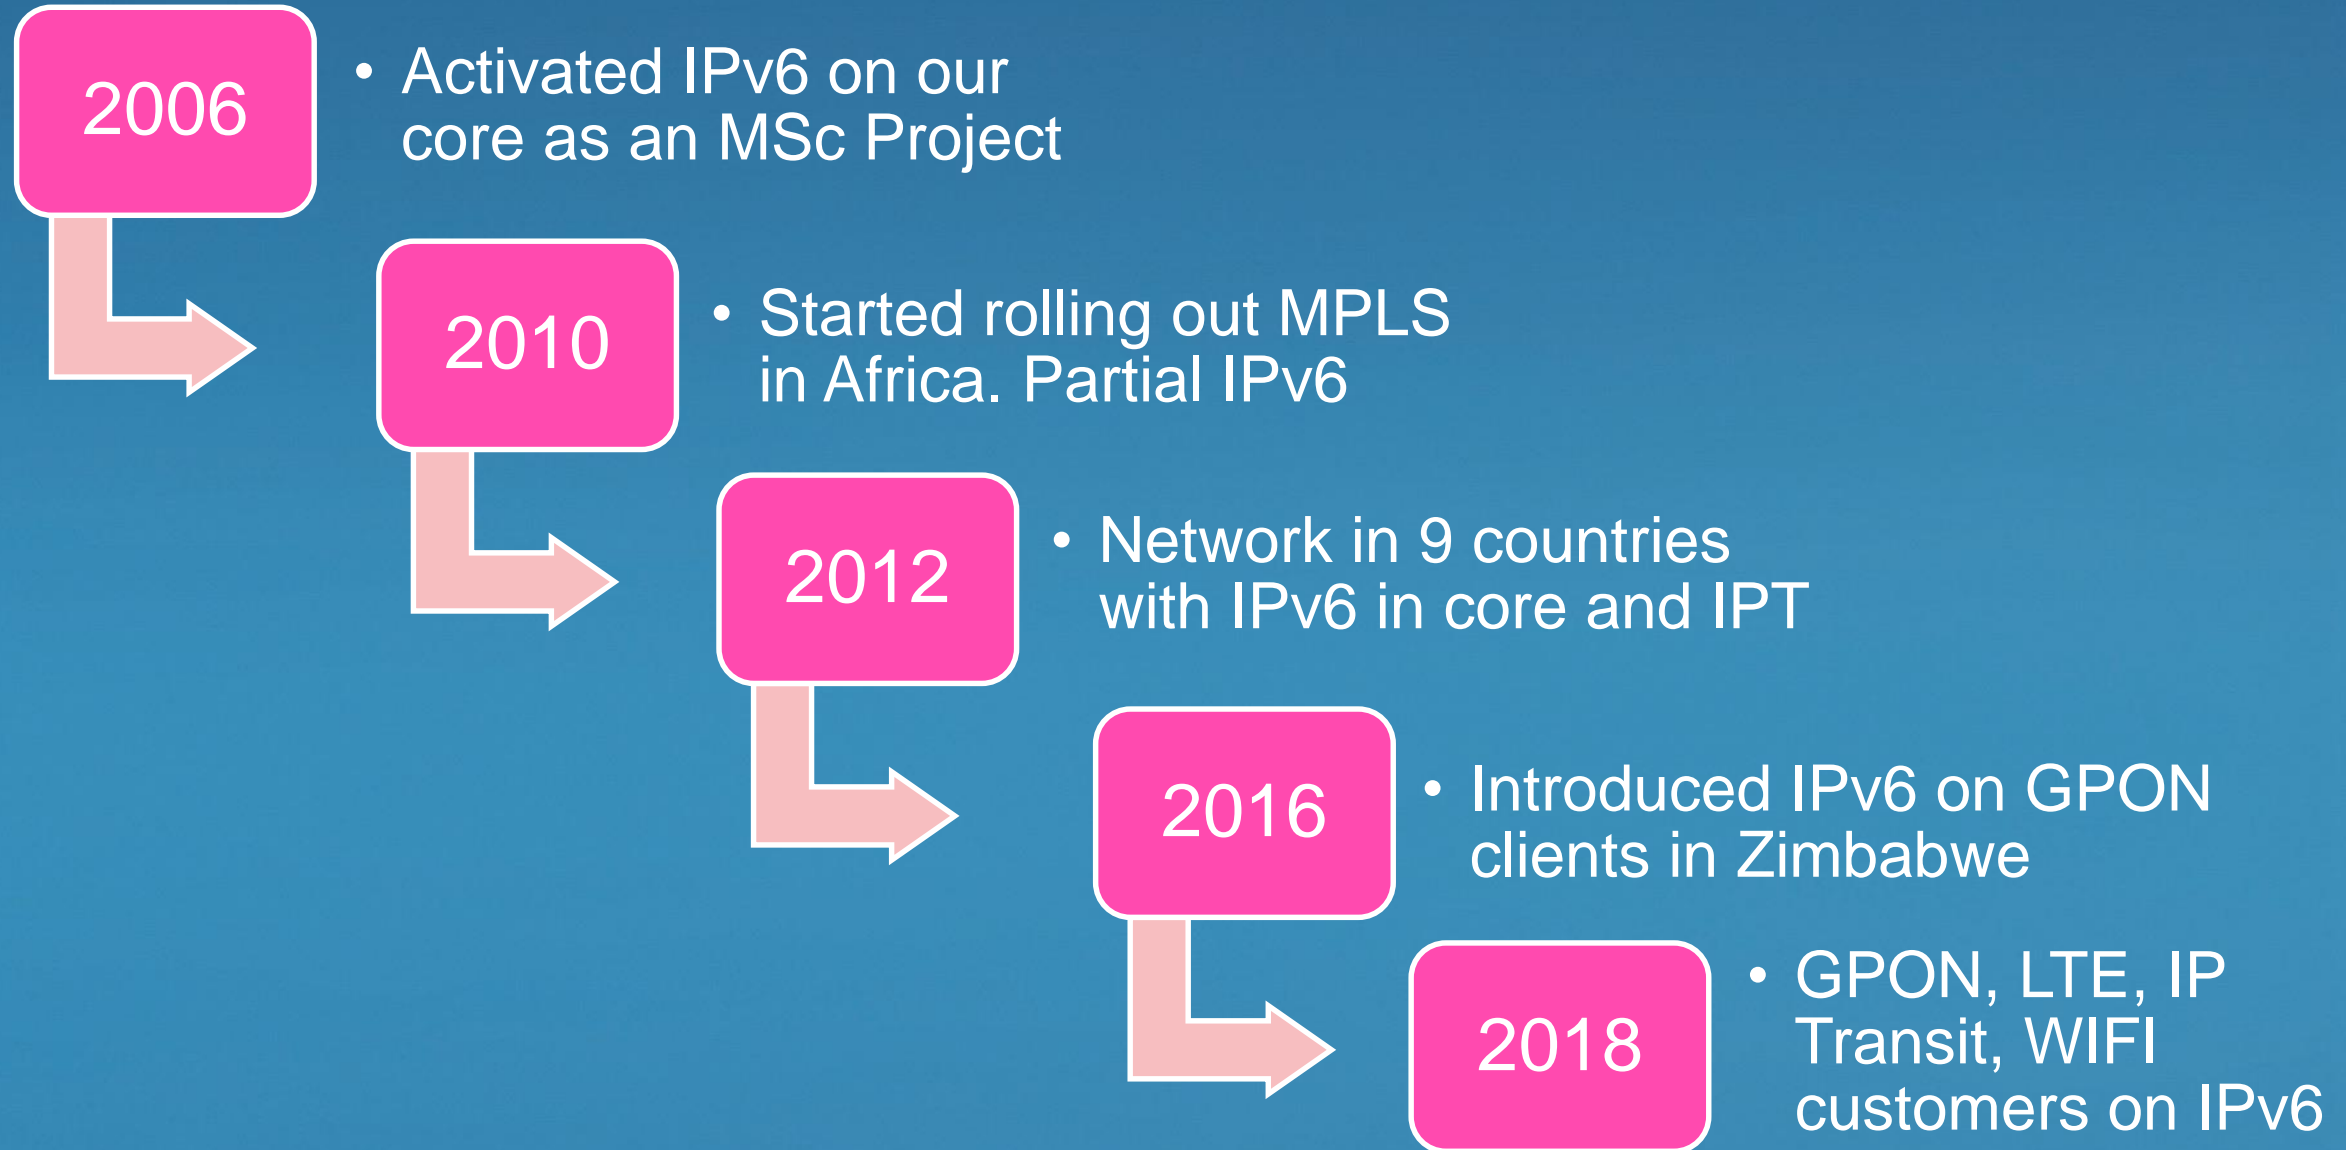 2006
• Activated IPv6 on our
core as an MSc Project
2010
• Started rolling out MPLS
in Africa. Partial IPv6
2012
• Network in 9 countries
with IPv6 in core and IPT
2016
• Introduced IPv6 on GPON
clients in Zimbabwe
2018
• GPON, LTE, IP
Transit, WIFI
customers on IPv6